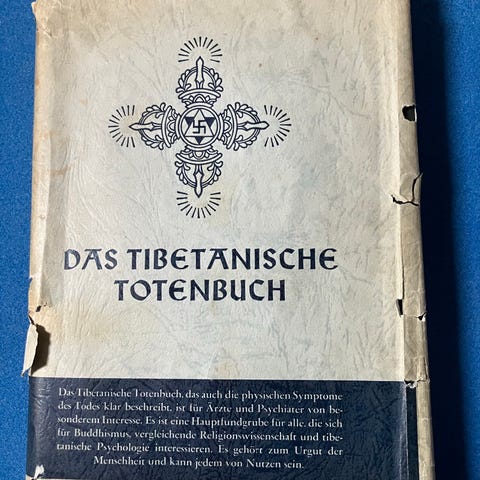 DAS TIBETANISCHE
TOTENBUCH
Das Tibetanische Totenbuch, das auch die physischen Symptome
des Todes klar beschreibt, ist für Ärzte und Psychiater von be-
sonderem Interesse. Es ist eine Hauptfundgrube für alle, die sich
für Buddhismus, vergleichende Religionswissenschaft und tibe-
tanische Psychologie interessieren. Es gehört zum Urgut der
Menschheit und kann jedem von Nutzen sein.